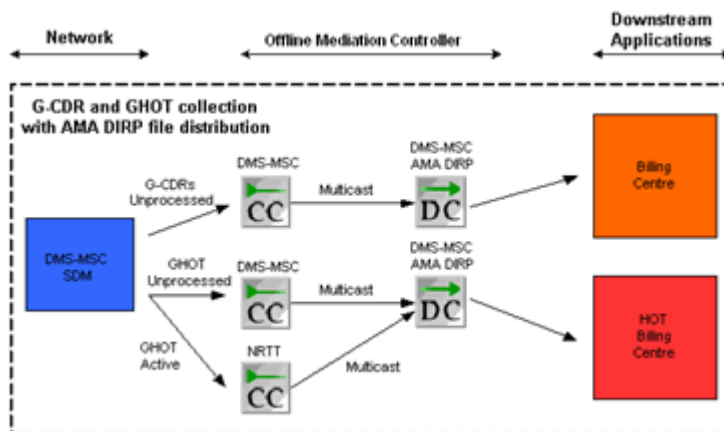 Network
Offline Mediation Controller
Downstream
Applications
G-CDR and GHOT collection
with AMA DIRP file distribution
DMS-MSC
SDM
G-CDRs
Unprocessed
DMS-MSC
CC
Multicast
DMS-MSC
AMA DIRP
DC
Billing
Centre
GHOT
Unprocessed
DMS-MSC
CC
Multicast
DMS-MSC
AMA DIRP
DC
HOT
Billing
Centre
GHOT
Active
NRTT
CC
Multicast